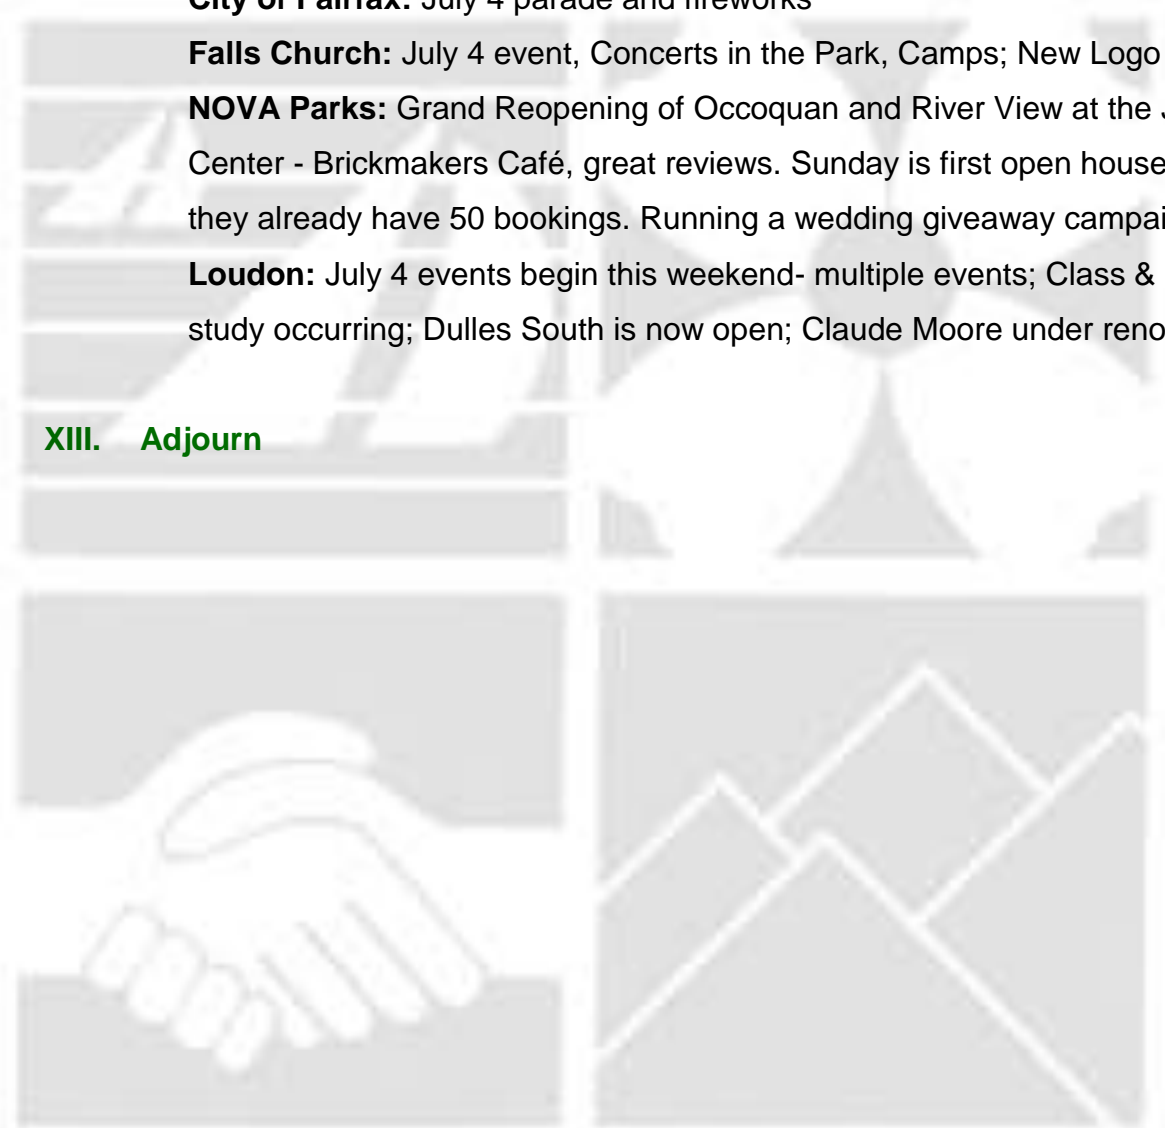 City of Fairfax: July 4 parade and fireworks
Falls Church: July 4 event, Concerts in the Park, Camps; New Logo
NOVA Parks: Grand Reopening of Occoquan and River View at the
Center - Brickmakers Café, great reviews. Sunday is first open house
they already have 50 bookings. Running a wedding giveaway
Loudon: July 4 events begin this weekend- multiple events; Class &
study occurring; Dulles South is now open; Claude Moore under
XIII. Adjourn